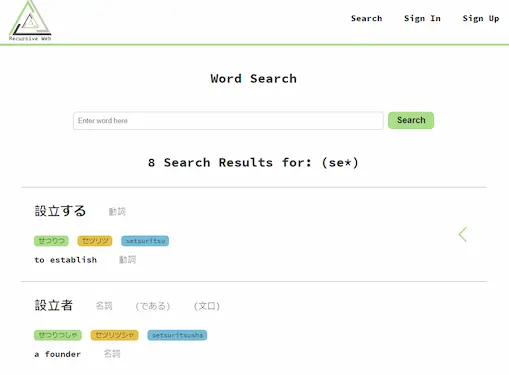 Recursive Web
Search Sign In Sign Up
Word Search
Enter word here Search
8 Search Results for: (se*)
設立する 動詞
せつりつ セツリツ setsuritsu
to establish 動詞
設立者 名詞 (である) (文口)
せつりつしゃ セツリツシャ setsuritsusha
a founder 名詞